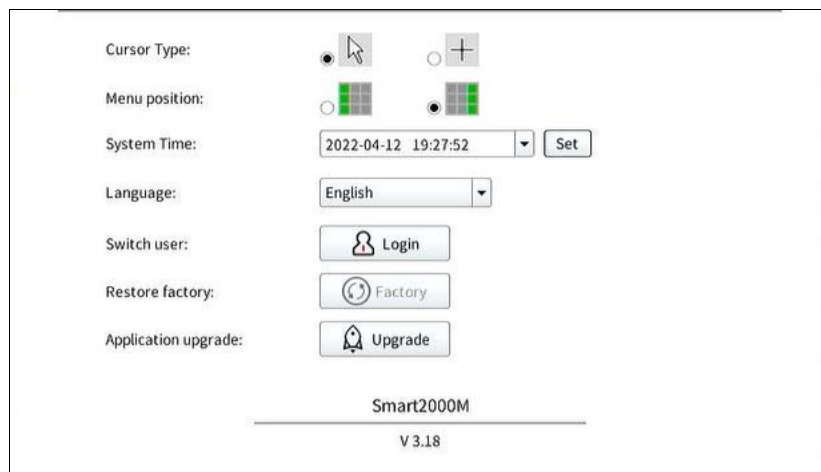 Cursor Type:
Menu position:
System Time: 2022-04-12 19:27:52 Set
Language: English
Switch user: Login
Restore factory: Factory
Application upgrade: Upgrade
Smart2000M
V 3.18